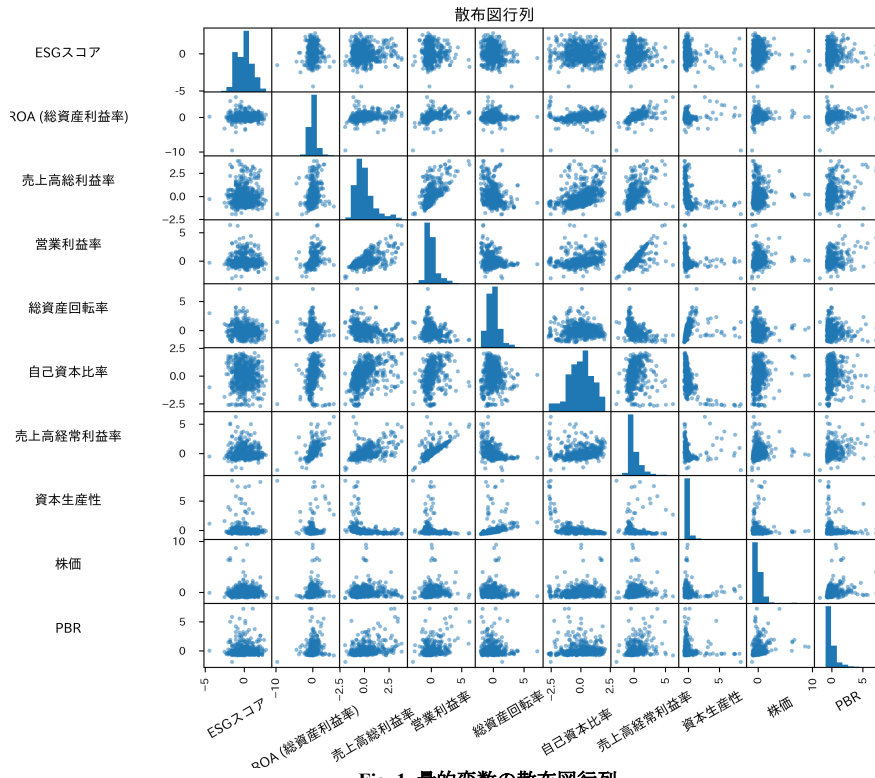 散布図行列
ESGスコア
0
-5
ROA (総資産利益率)
0
−10
売上高総利益率
2.5
0.0
−2.5
営業利益率
5
0
総資産回転率
5
0
自己資本比率
2.5
0.0
−2.5
売上高経常利益率
5
0
資本生産性
5
0
株価
10
0
PBR
5
0
-5
0
−10
0
−2.5
0.0
2.5
0
5
0
5
−2.5
0.0
2.5
0
5
0
5
0
10
0
5
ESGスコア
ROA (総資産利益率)
売上高総利益率
営業利益率
総資産回転率
自己資本比率
売上高経常利益率
資本生産性
株価
PBR